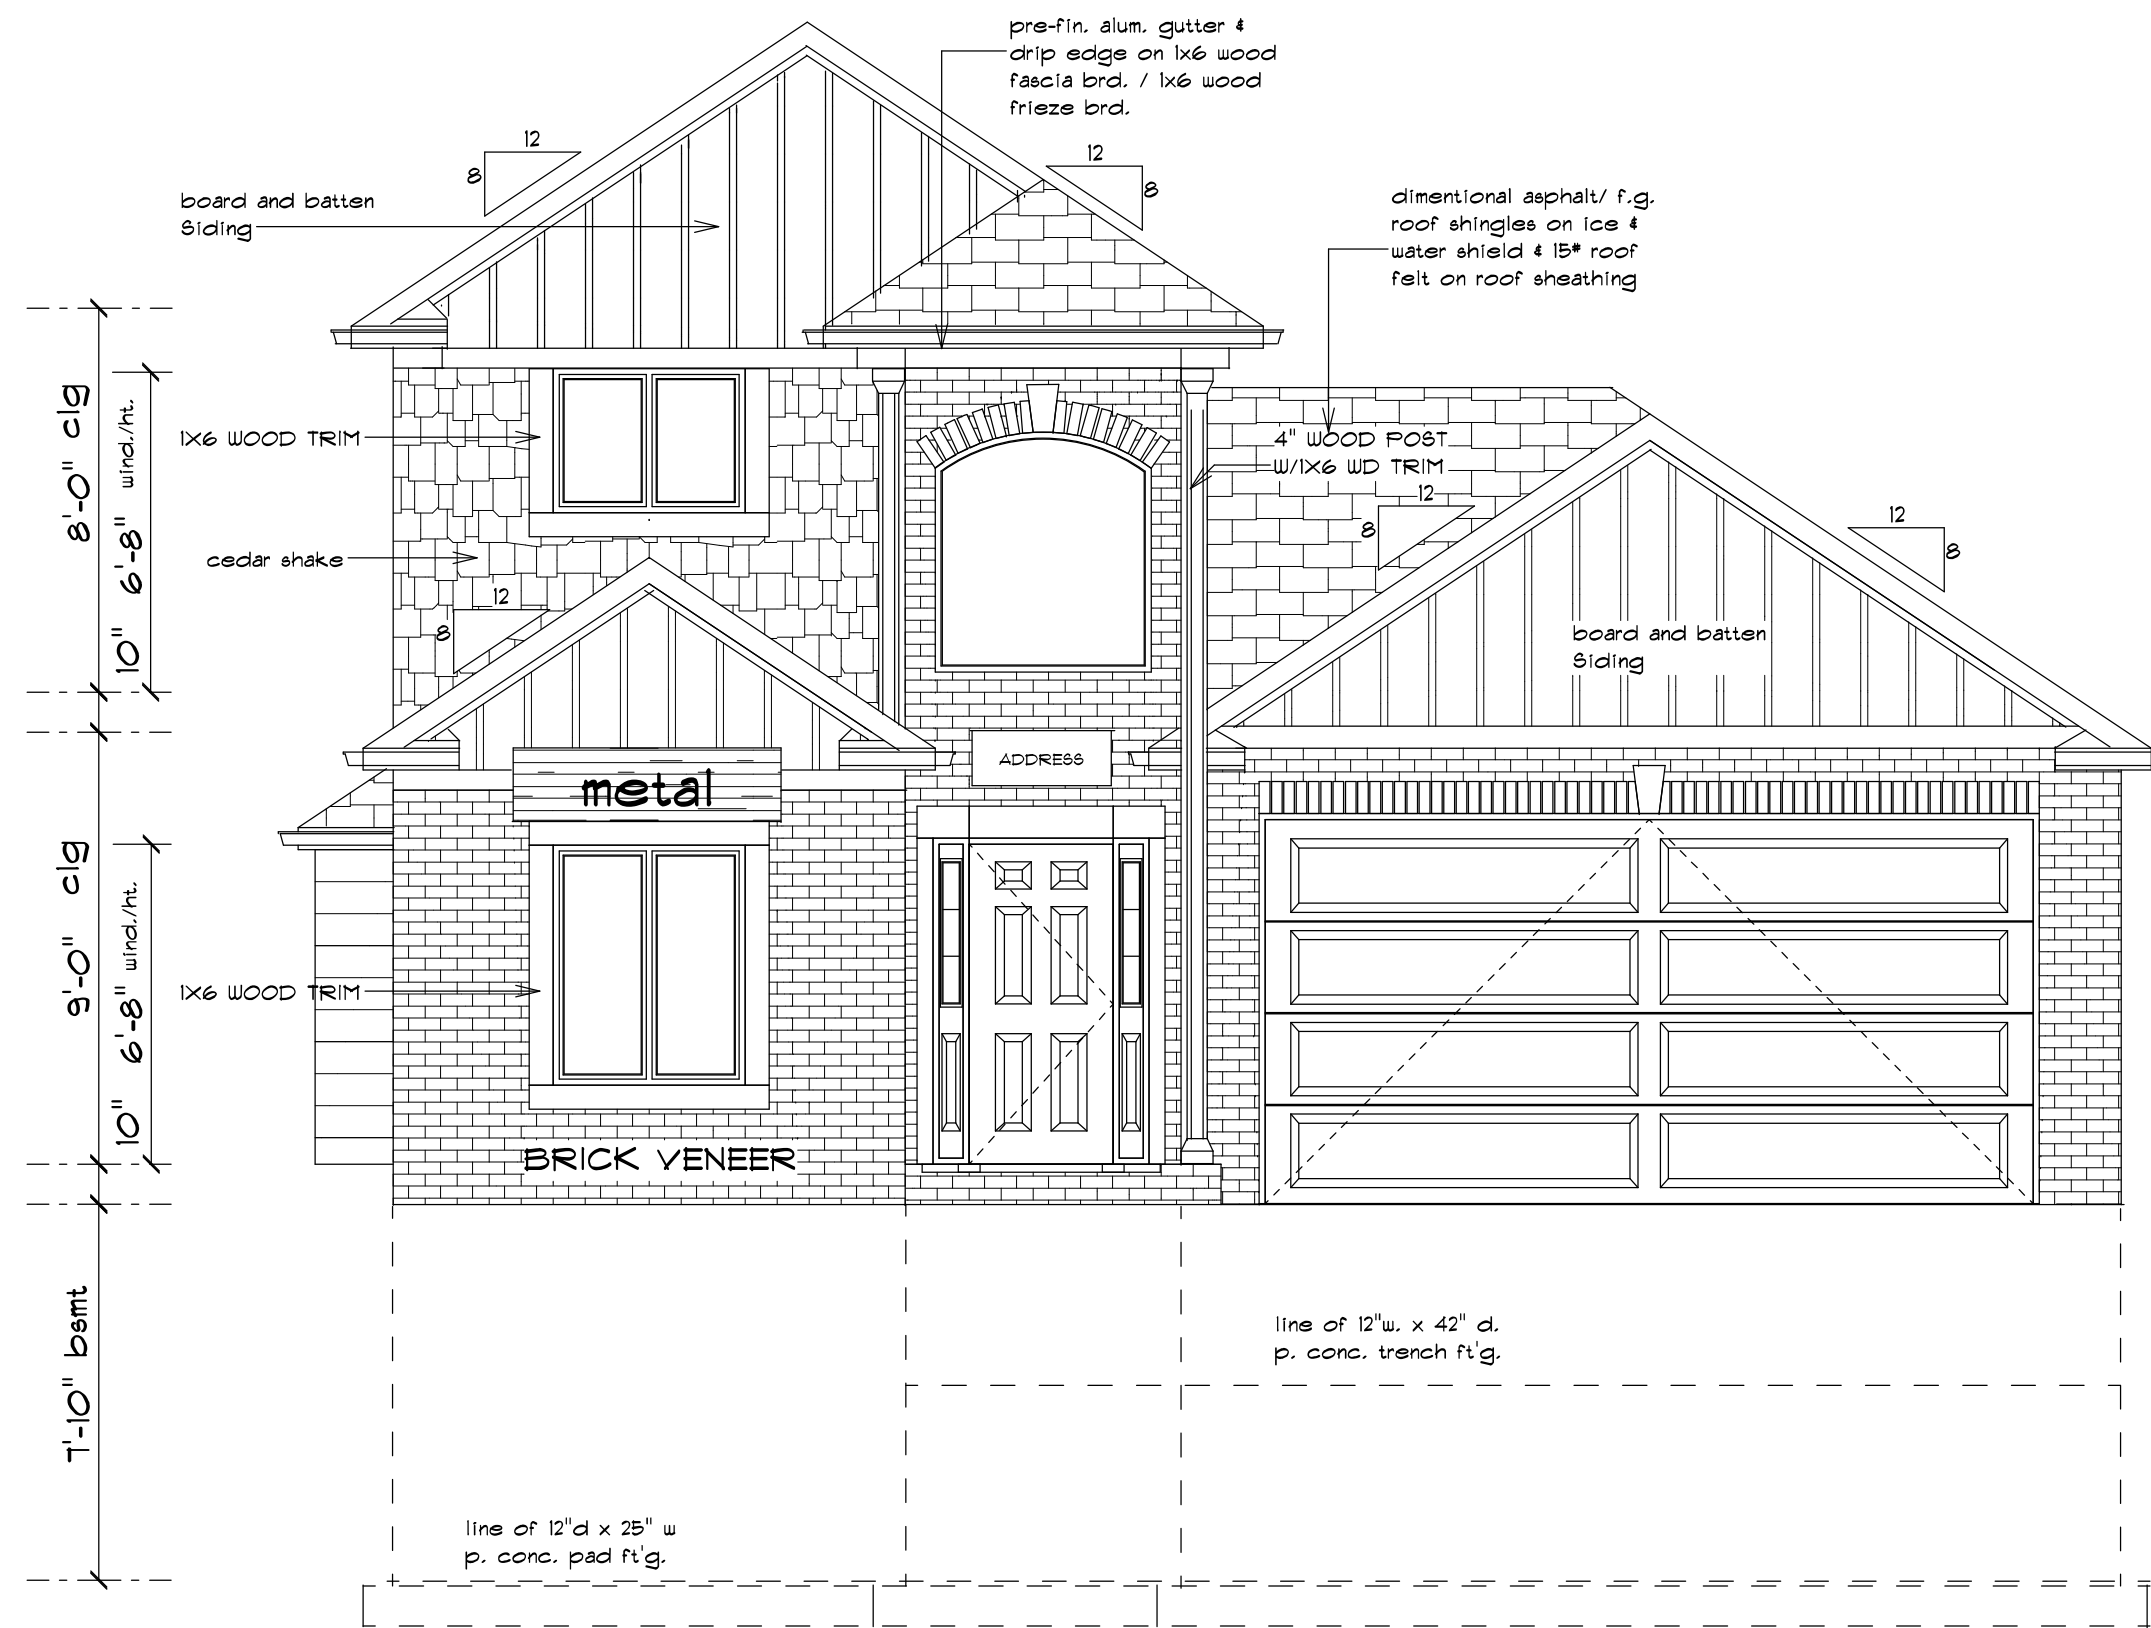 pre-fin. alum. gutter &
drip edge on 1x6 wood
fascia brd. / 1x6 wood
frieze brd.
12
8
12
8
board and batten
Siding
dimentional asphalt/ f.g.
roof shingles on ice &
water shield & 15# roof
felt on roof sheathing
8'-0" clg
10" 6'-8" wind./ht.
1X6 WOOD TRIM
4" WOOD POST
W/1X6 WD TRIM
12
8
12
8
cedar shake
12
8
board and batten
Siding
ADDRESS
metal
9'-0" clg
10" 6'-8" wind./ht.
1X6 WOOD TRIM
BRICK VENEER
7'-10" bsmt
line of 12"w. x 42" d.
p. conc. trench ft'g.
line of 12"d x 25" w
p. conc. pad ft'g.